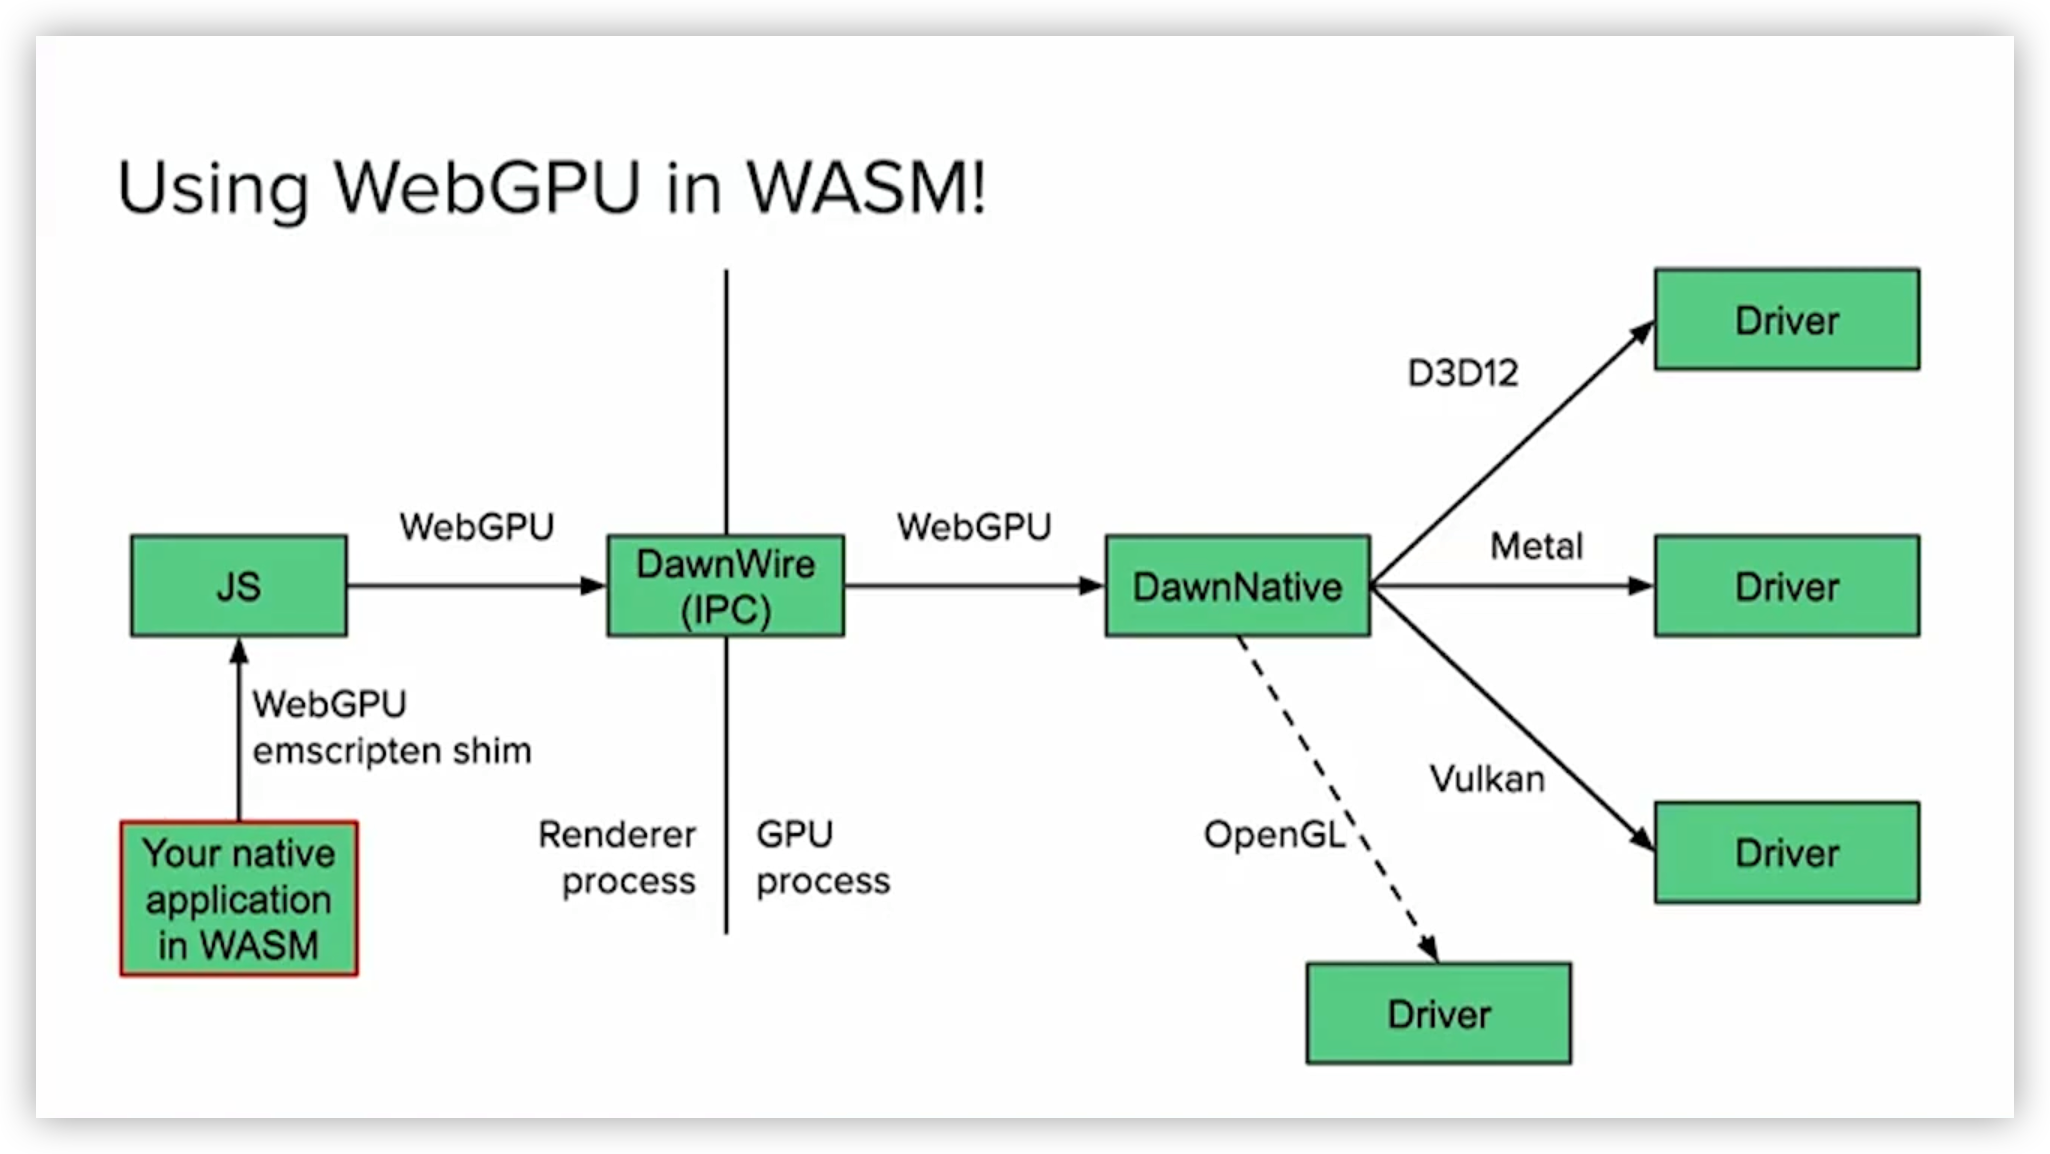 Using WebGPU in WASM!
Driver
D3D12
WebGPU
WebGPU
Metal
JS
DawnWire
(IPC)
DawnNative
Driver
WebGPU
emscripten shim
Vulkan
Renderer
process
GPU
process
OpenGL
Driver
Your native
application
in WASM
Driver